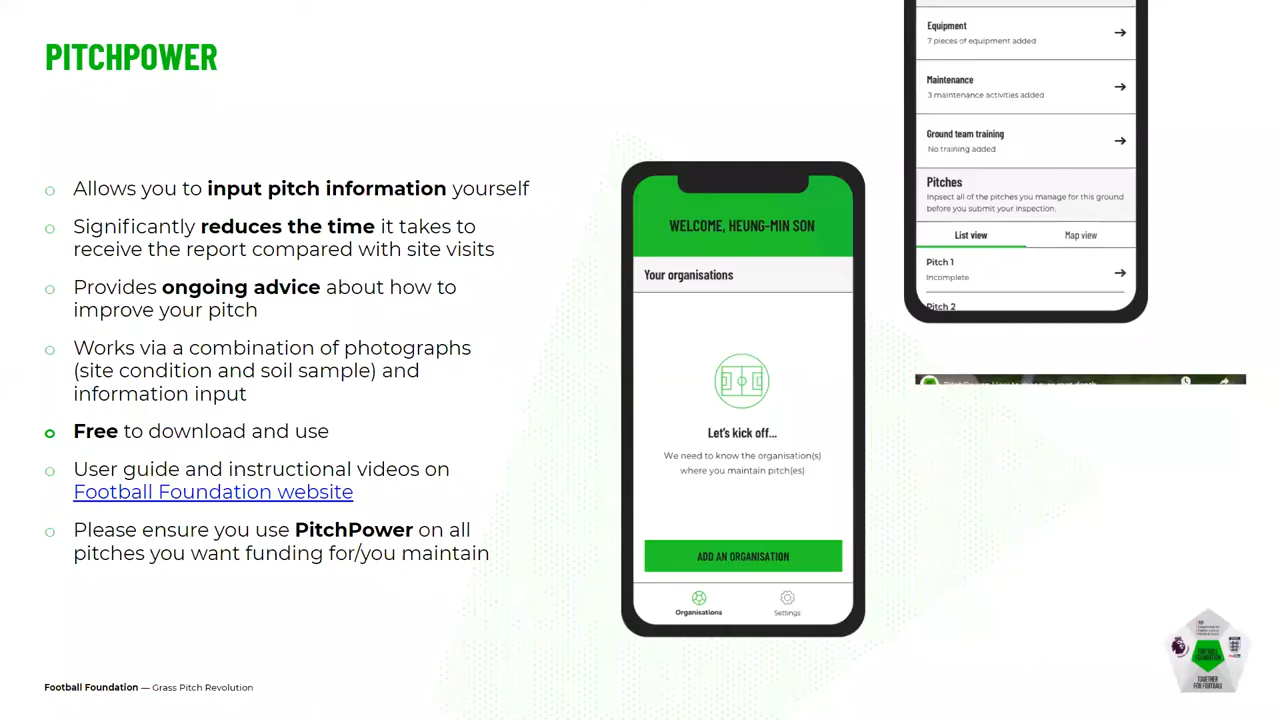 PITCHPOWER
Allows you to input pitch information yourself
Significantly reduces the time it takes to
receive the report compared with site visits
Provides ongoing advice about how to
improve your pitch
Works via a combination of photographs
(site condition and soil sample) and
information input
Free to download and use
User guide and instructional videos on
Football Foundation website
Please ensure you use PitchPower on all
pitches you want funding for/you maintain
WELCOME, HEUNG-MIN SON
Your organisations
Let's kick off...
We need to know the organisation(s)
where you maintain pitch(es)
ADD AN ORGANISATION
Organisations
Settings
Equipment
7 pieces of equipment added
Maintenance
3 maintenance activities added
Ground team training
No training added
Pitches
Inpsect all of the pitches you manage for this ground
before you submit your inspection.
List view
Map view
Pitch 1
Incomplete
Pitch 2
FOOTBALL
FOUNDATION
TOGETHER
FOR FOOTBALL
Football Foundation — Grass Pitch Revolution